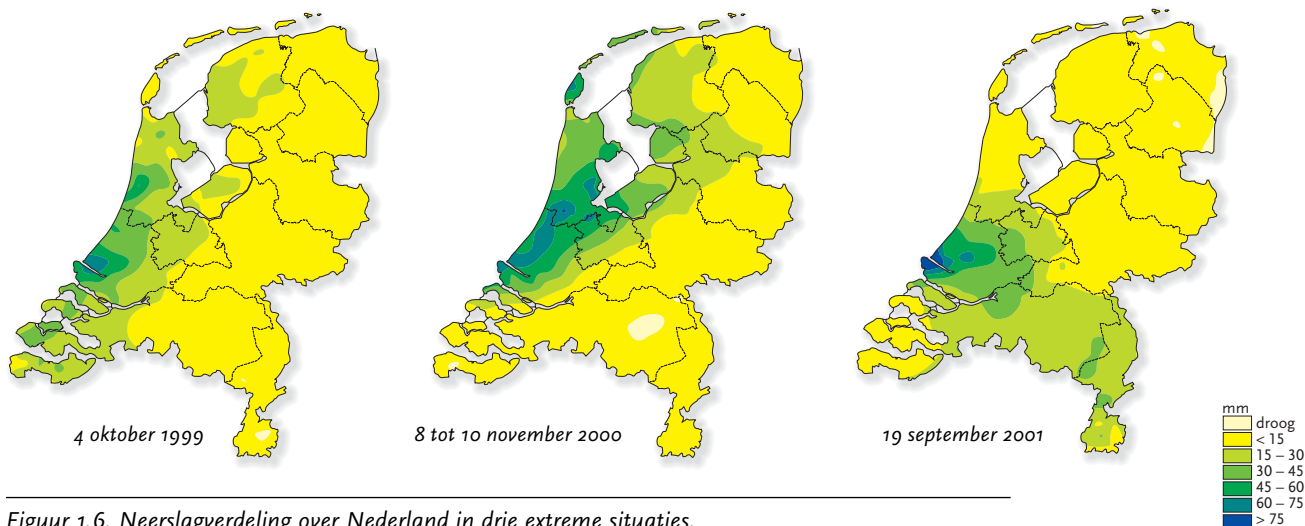 4 oktober 1999
8 tot 10 november 2000
19 september 2001
mm
droog
< 15
15 – 30
30 – 45
45 – 60
60 – 75
> 75
Figuur 1.6. Neerslagverdeling over Nederland in drie extreme situaties.